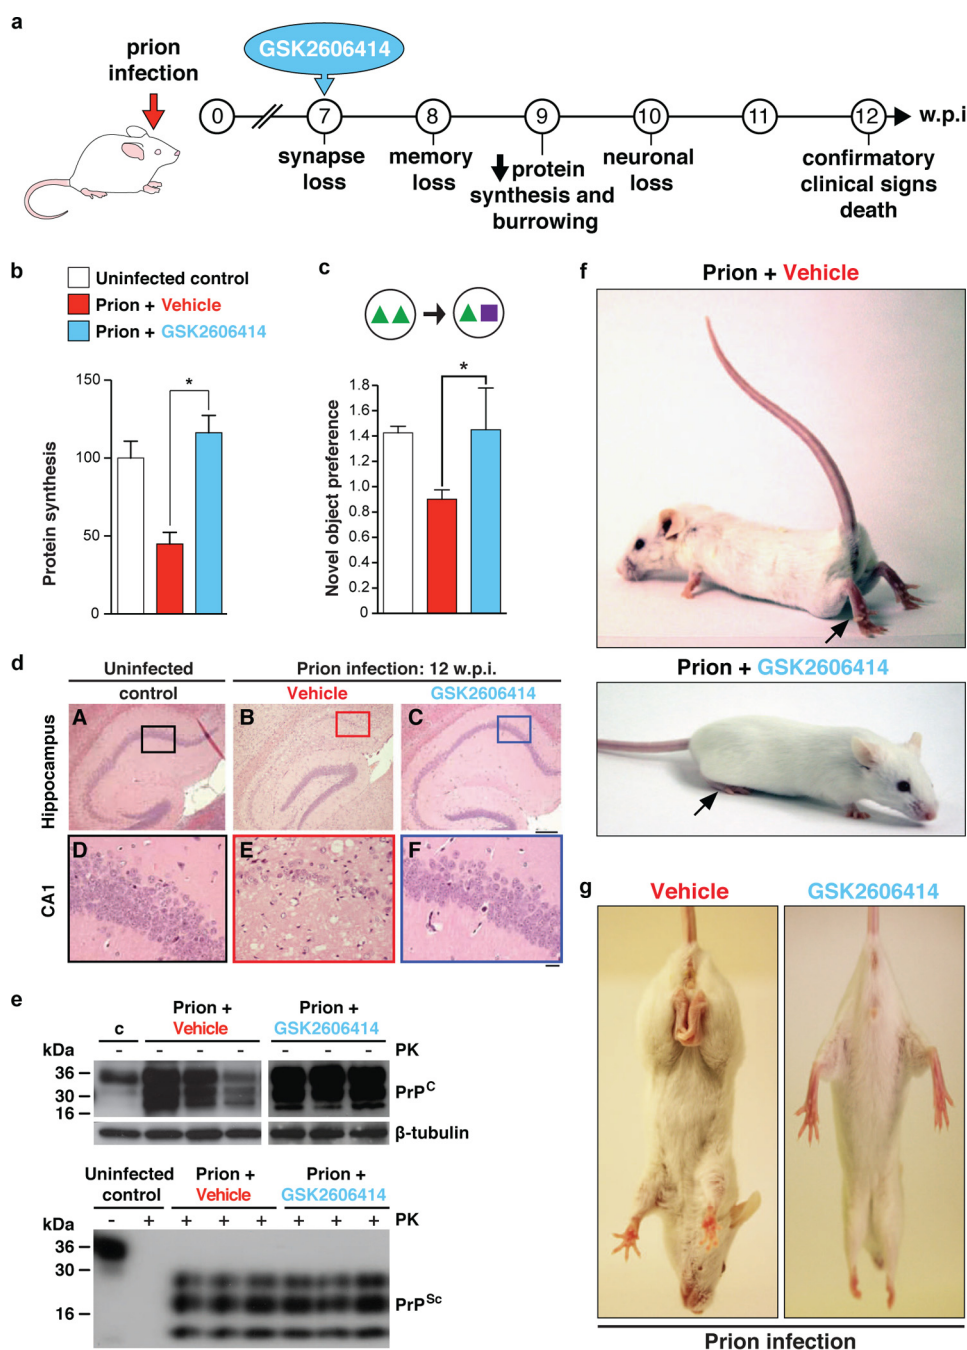 a
prion
infection
GSK2606414
0 7 8 9 10 11 12 w.p.i
synapse
loss
memory
loss
protein
synthesis and
burrowing
neuronal
loss
confirmatory
clinical signs
death
b
Uninfected control
Prion + Vehicle
Prion + GSK2606414
Protein synthesis
150
100
50
0
*
c
Novel object preference
1.8
1.6
1.4
1.2
1
0.8
0.6
0.4
0.2
0
*
d
Uninfected
control
Prion infection: 12 w.p.i.
Vehicle GSK2606414
Hippocampus
A B C
CA1
D E F
e
c
Prion +
Vehicle
Prion +
GSK2606414
kDa - - - - - - - PK
36
30
16
PrPC
β-tubulin
Uninfected
control
Prion +
Vehicle
Prion +
GSK2606414
kDa - + + + + + + + PK
36
30
16
PrPSc
f
Prion + Vehicle
Prion + GSK2606414
g
Vehicle GSK2606414
Prion infection